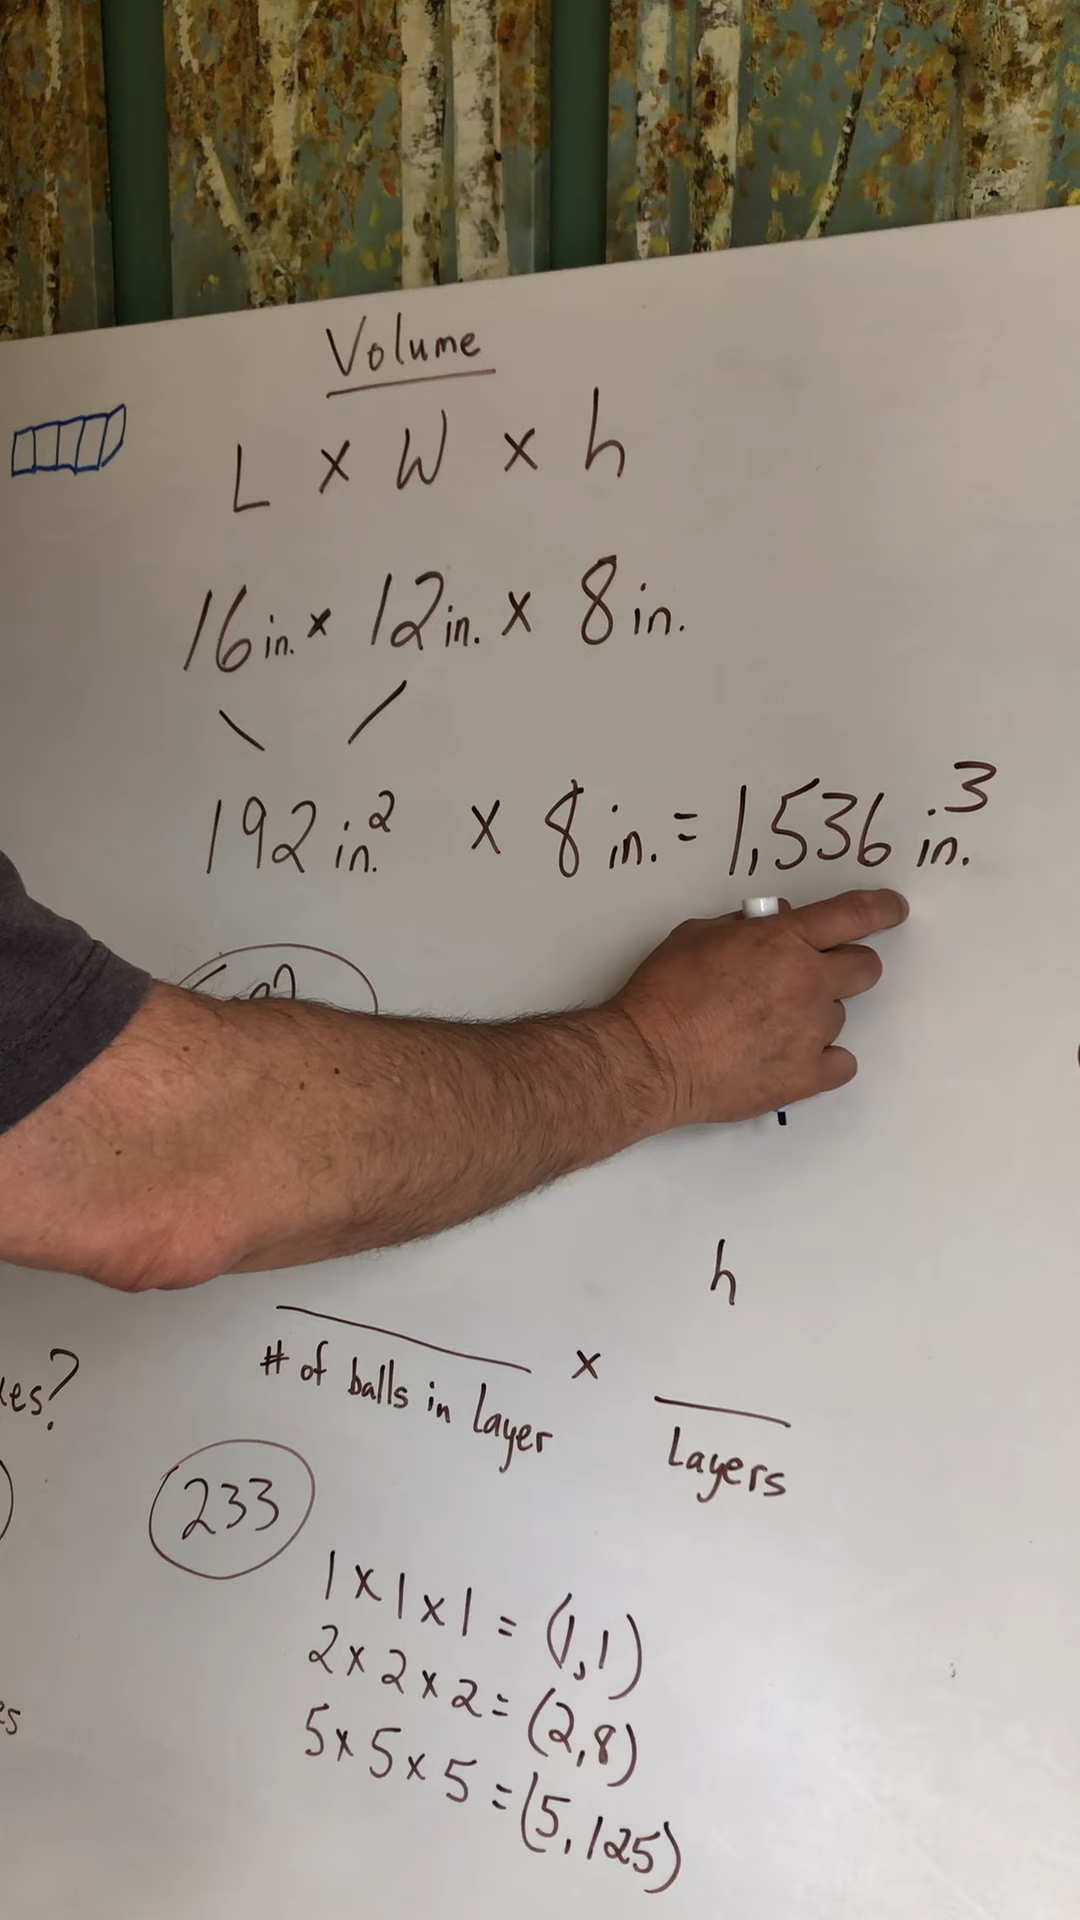 Volume
L x W x h
16 in. x 12 in. x 8 in.
192 in.² x 8 in. = 1,536 in.³
h
# of balls in layer x Layers
233
1 x 1 x 1 = (1,1)
2 x 2 x 2 = (2,8)
5 x 5 x 5 = (5,125)